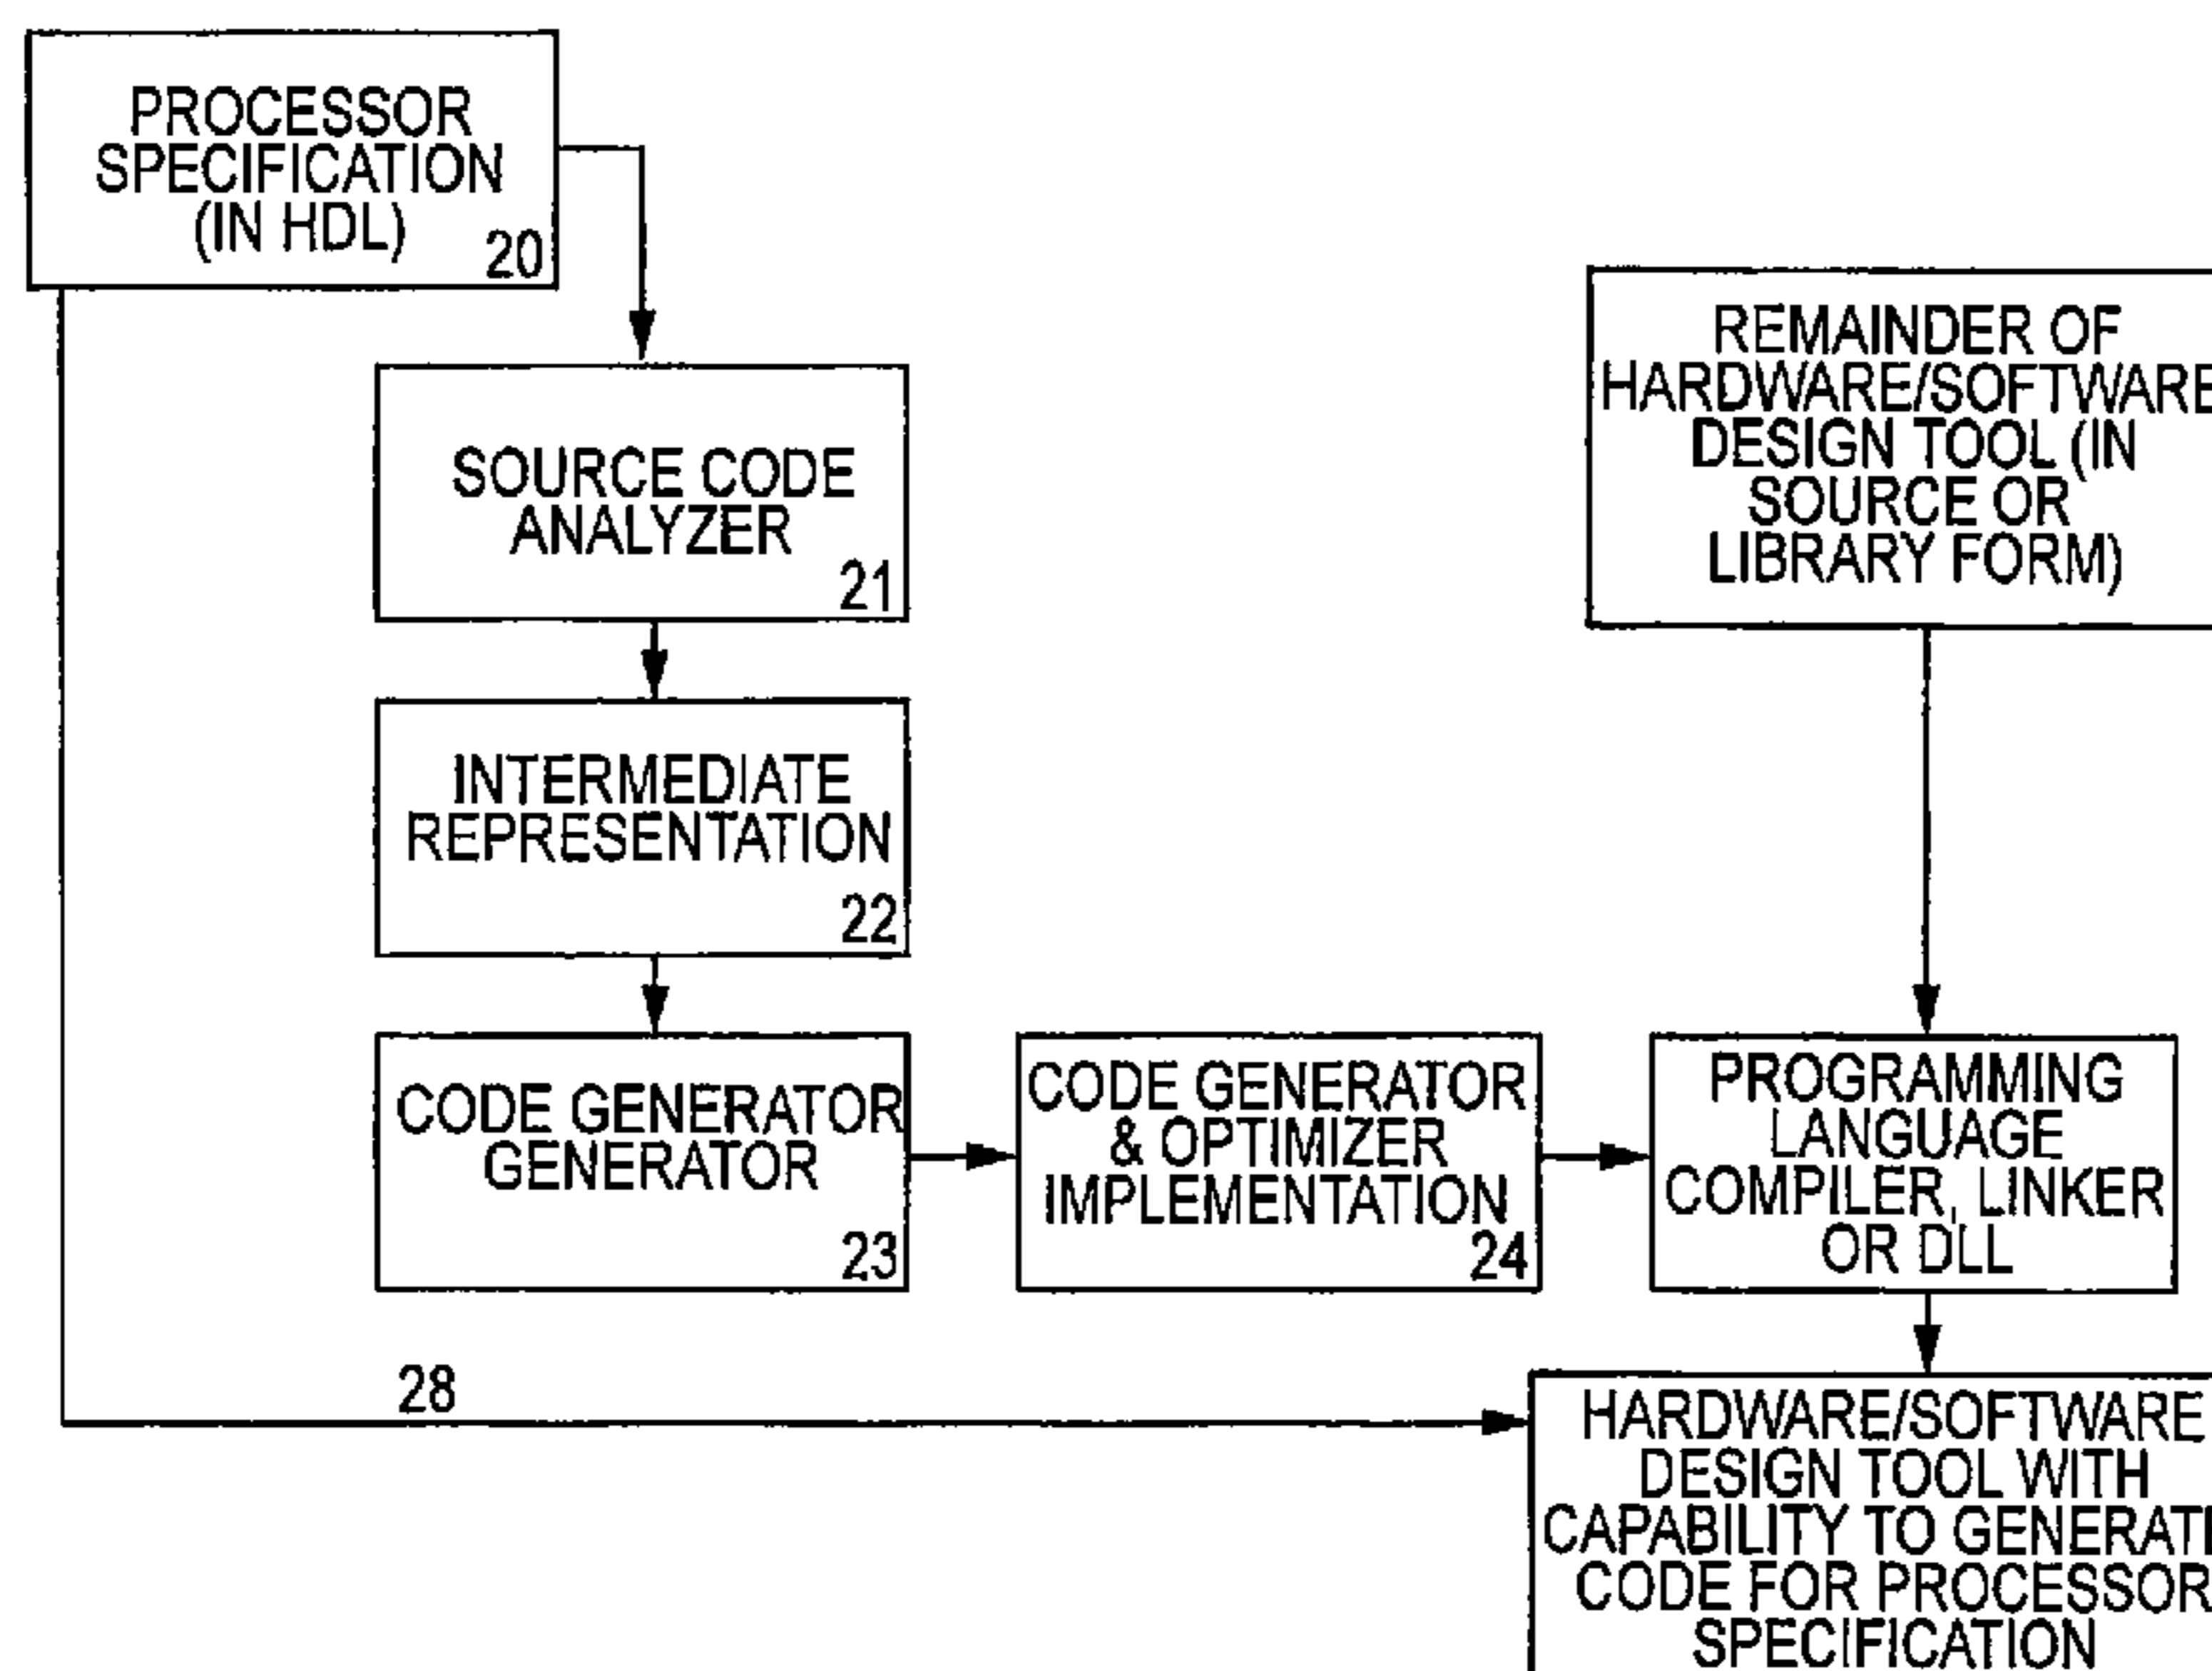 PROCESSOR
SPECIFICATION
(IN HDL)
20
SOURCE CODE
ANALYZER
21
INTERMEDIATE
REPRESENTATION
22
CODE GENERATOR
GENERATOR
23
CODE GENERATOR
& OPTIMIZER
IMPLEMENTATION
24
REMAINDER OF
HARDWARE/SOFTWARE
DESIGN TOOL (IN
SOURCE OR
LIBRARY FORM)
PROGRAMMING
LANGUAGE
COMPILER, LINKER
OR DLL
28
HARDWARE/SOFTWARE
DESIGN TOOL WITH
CAPABILITY TO GENERATE
CODE FOR PROCESSOR
SPECIFICATION